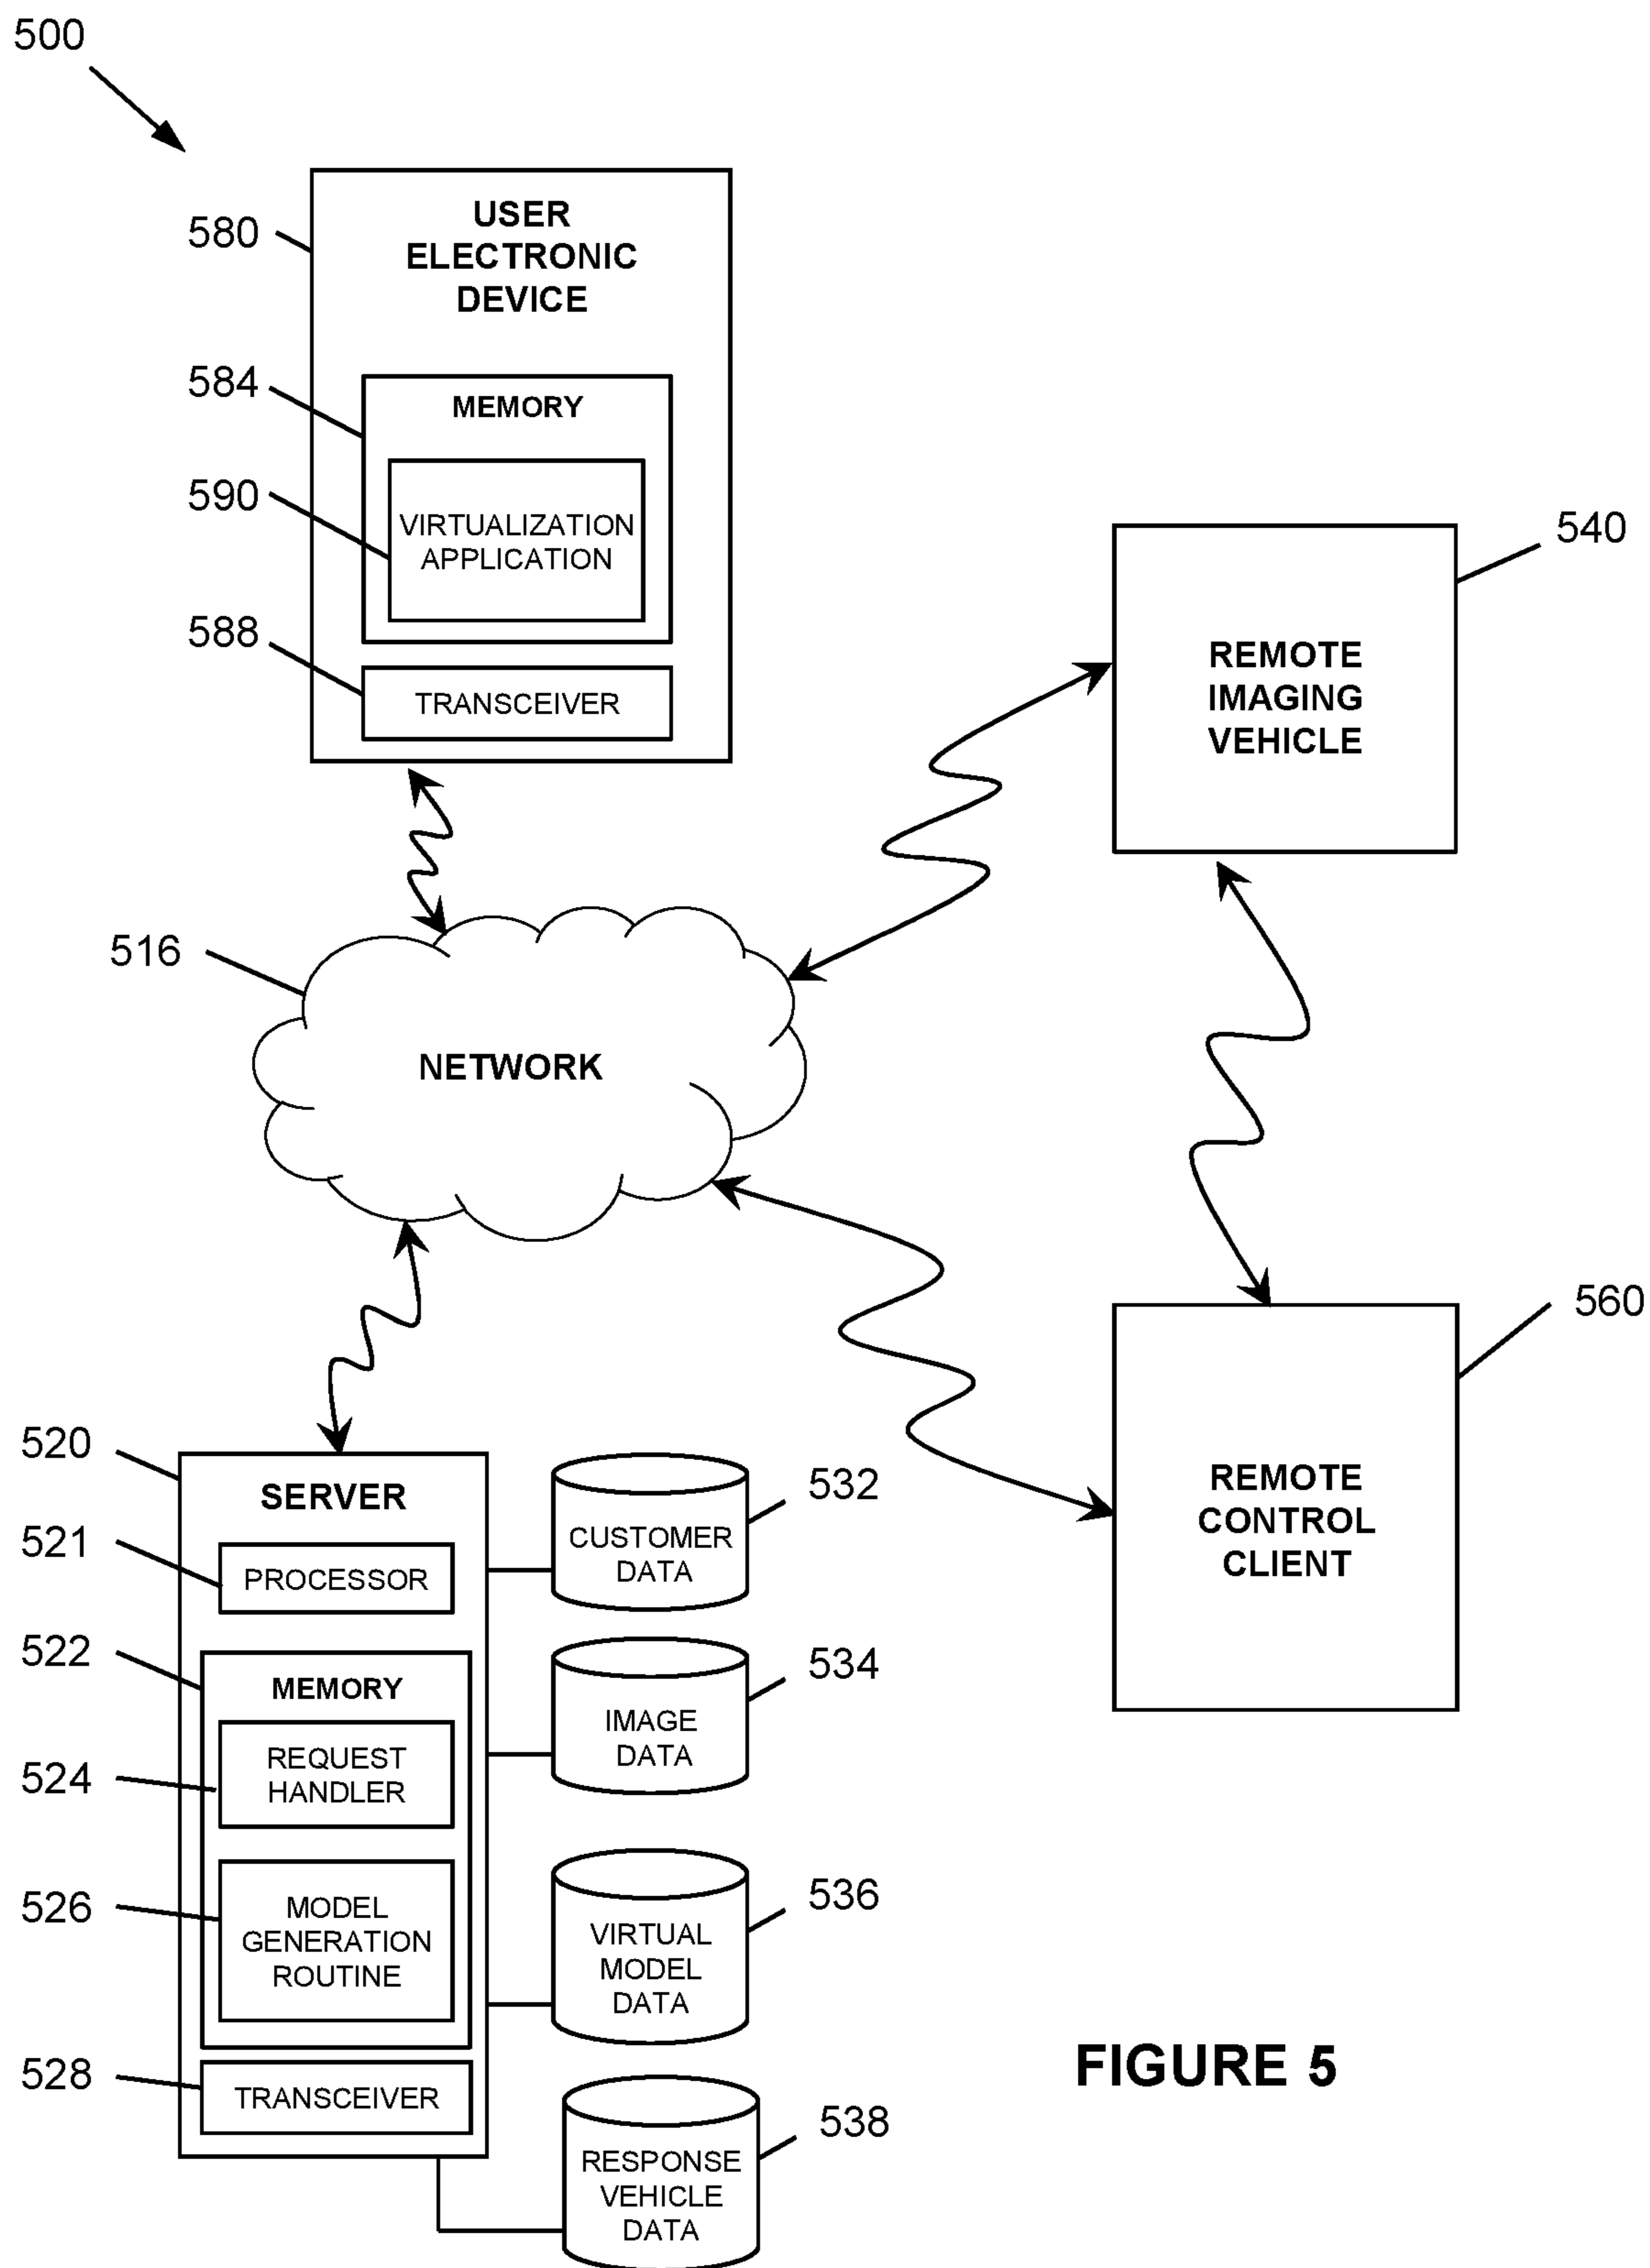 500
580
USER
ELECTRONIC
DEVICE
584
MEMORY
590
VIRTUALIZATION
APPLICATION
588
TRANSCEIVER
540
REMOTE
IMAGING
VEHICLE
516
NETWORK
560
REMOTE
CONTROL
CLIENT
520
SERVER
521
PROCESSOR
522
MEMORY
524
REQUEST
HANDLER
526
MODEL
GENERATION
ROUTINE
528
TRANSCEIVER
532
CUSTOMER
DATA
534
IMAGE
DATA
536
VIRTUAL
MODEL
DATA
538
RESPONSE
VEHICLE
DATA
FIGURE 5